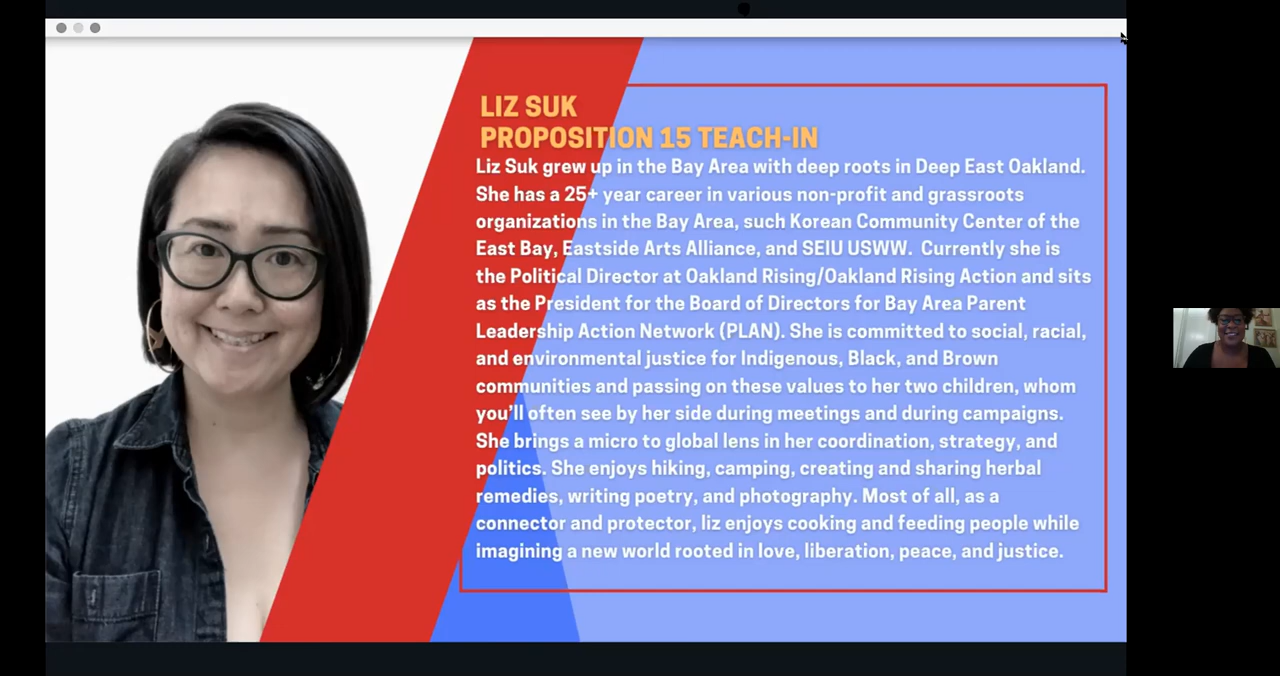 LIZ SUK
PROPOSITION 15 TEACH-IN
Liz Suk grew up in the Bay Area with deep roots in Deep East Oakland.
She has a 25+ year career in various non-profit and grassroots
organizations in the Bay Area, such Korean Community Center of the
East Bay, Eastside Arts Alliance, and SEIU USWW.  Currently she is
the Political Director at Oakland Rising/Oakland Rising Action and sits
as the President for the Board of Directors for Bay Area Parent
Leadership Action Network (PLAN). She is committed to social, racial,
and environmental justice for Indigenous, Black, and Brown
communities and passing on these values to her two children, whom
you'll often see by her side during meetings and during campaigns.
She brings a micro to global lens in her coordination, strategy, and
politics. She enjoys hiking, camping, creating and sharing herbal
remedies, writing poetry, and photography. Most of all, as a
connector and protector, liz enjoys cooking and feeding people while
imagining a new world rooted in love, liberation, peace, and justice.